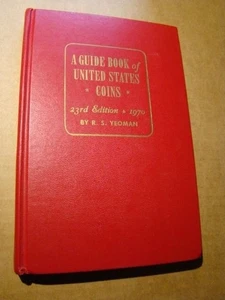 A GUIDE BOOK of
UNITED STATES
• COINS •
23rd Edition • 1970
BY R. S. YEOMAN